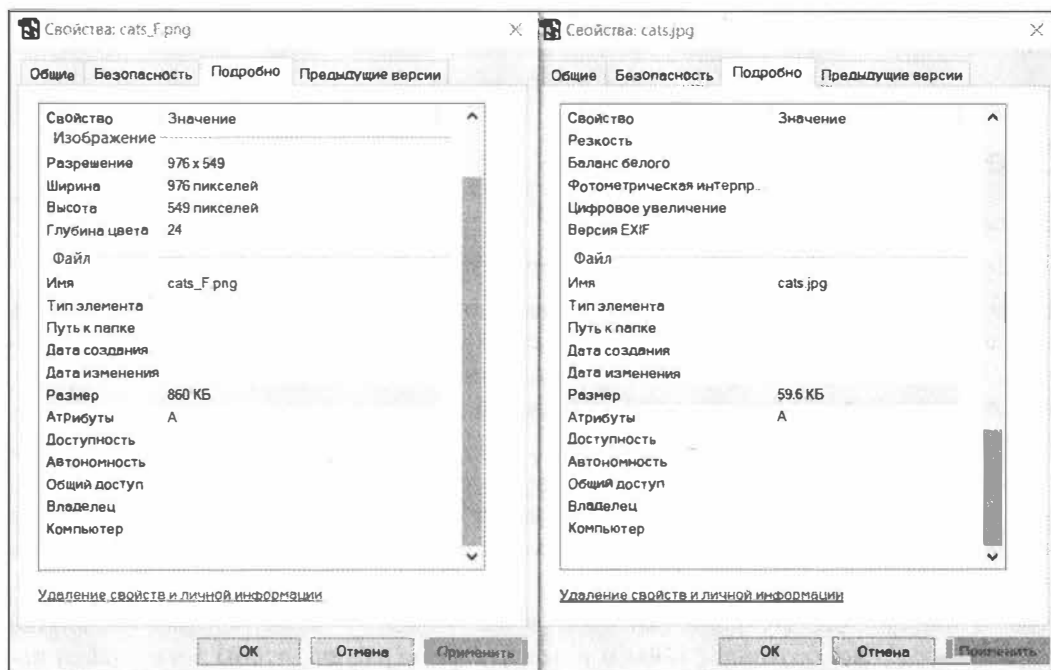 Свойства: cats_F.png
Общие Безопасность Подробно Предыдущие версии
Свойство Значение
Изображение
Разрешение 976 x 549
Ширина 976 пикселей
Высота 549 пикселей
Глубина цвета 24
Файл
Имя cats_F.png
Тип элемента
Путь к папке
Дата создания
Дата изменения
Размер 860 КБ
Атрибуты A
Доступность
Автономность
Общий доступ
Владелец
Компьютер
Удаление свойств и личной информации
ОК Отмена Применить
Свойства: cats.jpg
Общие Безопасность Подробно Предыдущие версии
Свойство Значение
Резкость
Баланс белого
Фотометрическая интерпр..
Цифровое увеличение
Версия EXIF
Файл
Имя cats.jpg
Тип элемента
Путь к папке
Дата создания
Дата изменения
Размер 59.6 КБ
Атрибуты A
Доступность
Автономность
Общий доступ
Владелец
Компьютер
Удаление свойств и личной информации
ОК Отмена Применить